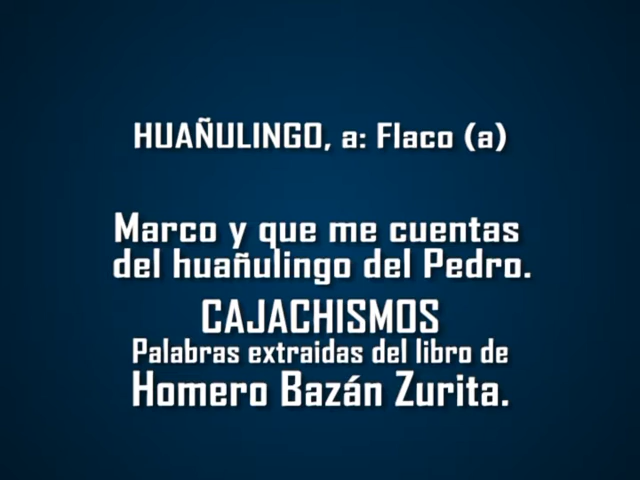 HUAÑULINGO, a: Flaco (a)
Marco y que me cuentas
del huañulingo del Pedro.
CAJACHISMOS
Palabras extraidas del libro de
Homero Bazán Zurita.